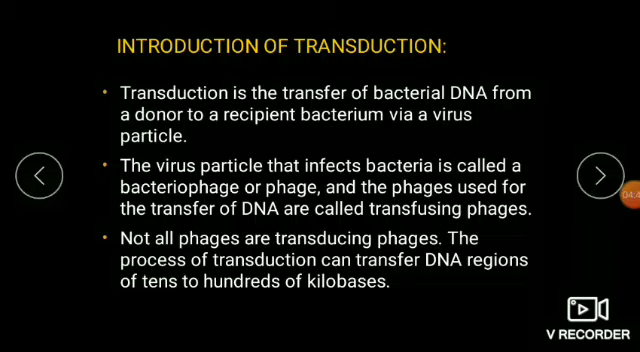 INTRODUCTION OF TRANSDUCTION:
• Transduction is the transfer of bacterial DNA from
a donor to a recipient bacterium via a virus
particle.
• The virus particle that infects bacteria is called a
bacteriophage or phage, and the phages used for
the transfer of DNA are called transfusing phages.
• Not all phages are transducing phages. The
process of transduction can transfer DNA regions
of tens to hundreds of kilobases.
V RECORDER